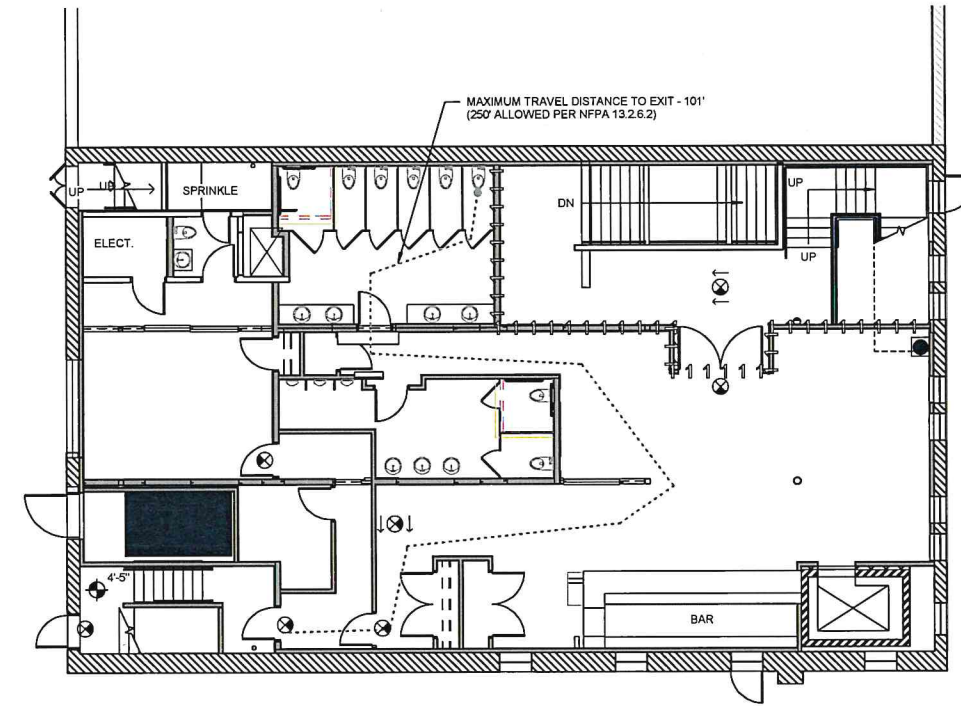 MAXIMUM TRAVEL DISTANCE TO EXIT - 101'
(250' ALLOWED PER NFPA 13.2.6.2)
UP
UP
SPRINKLE
ELECT.
DN
UP
UP
4'-5"
BAR